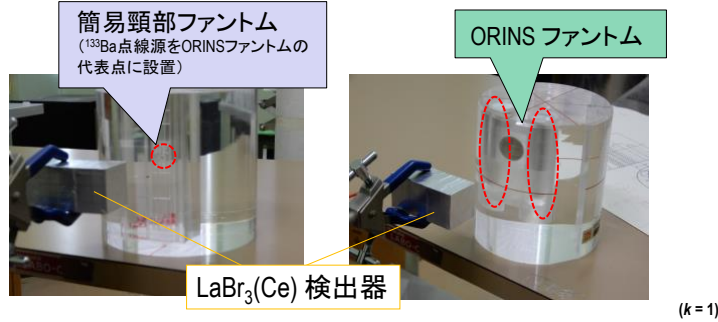 簡易頸部ファントム
(¹³³Ba点線源をORINSファントムの
代表点に設置)
ORINS ファントム
LaBr₃(Ce) 検出器
(k = 1)